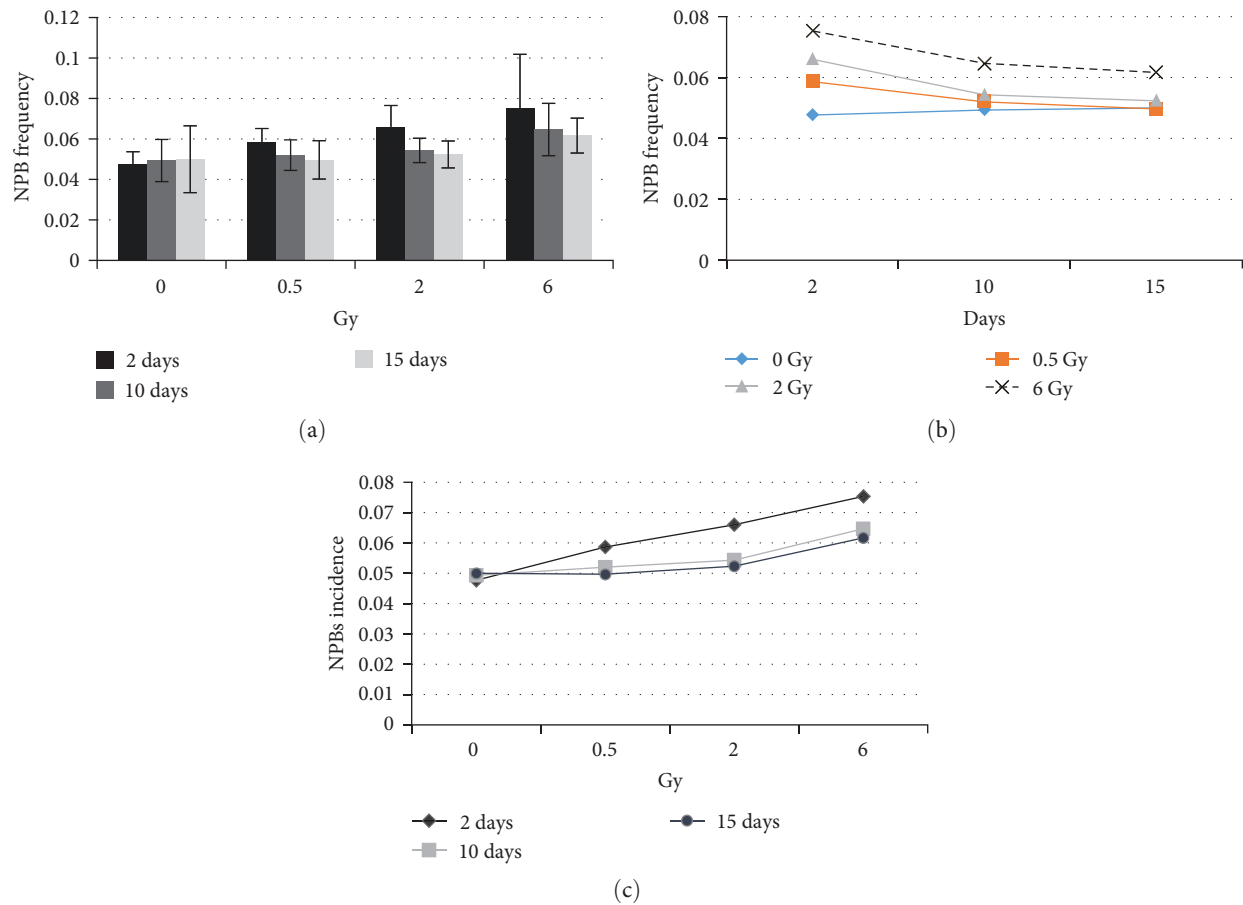 0.12
0.1
0.08
0.06
0.04
0.02
0
NPB frequency
0 0.5 2 6
Gy
2 days 15 days
10 days
(a)
0.08
0.06
0.04
0.02
0
NPB frequency
2 10 15
Days
0 Gy 0.5 Gy
2 Gy 6 Gy
(b)
0.08
0.07
0.06
0.05
0.04
0.03
0.02
0.01
0
NPBs incidence
0 0.5 2 6
Gy
2 days 15 days
10 days
(c)